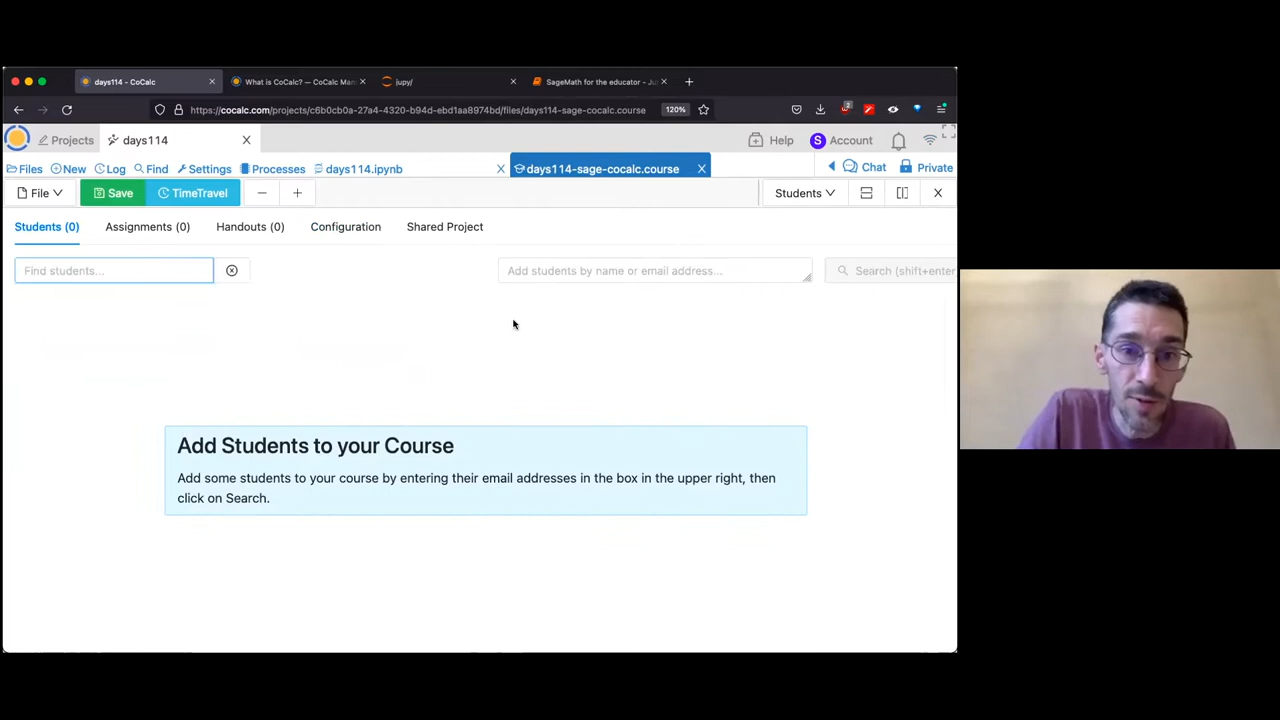 days114 - CoCalc
What is CoCalc? — CoCalc Man
jupy/
SageMath for the educator - Ju
https://cocalc.com/projects/c6b0cb0a-27a4-4320-b94d-ebd1aa8974bd/files/days114-sage-cocalc.course
120%
2
Projects
days114
Help
S
Account
Files
New
Log
Find
Settings
Processes
days114.ipynb
days114-sage-cocalc.course
Chat
Private
File
Save
TimeTravel
Students
Students (0)
Assignments (0)
Handouts (0)
Configuration
Shared Project
Find students...
Add students by name or email address...
Search (shift+enter
Add Students to your Course
Add some students to your course by entering their email addresses in the box in the upper right, then
click on Search.